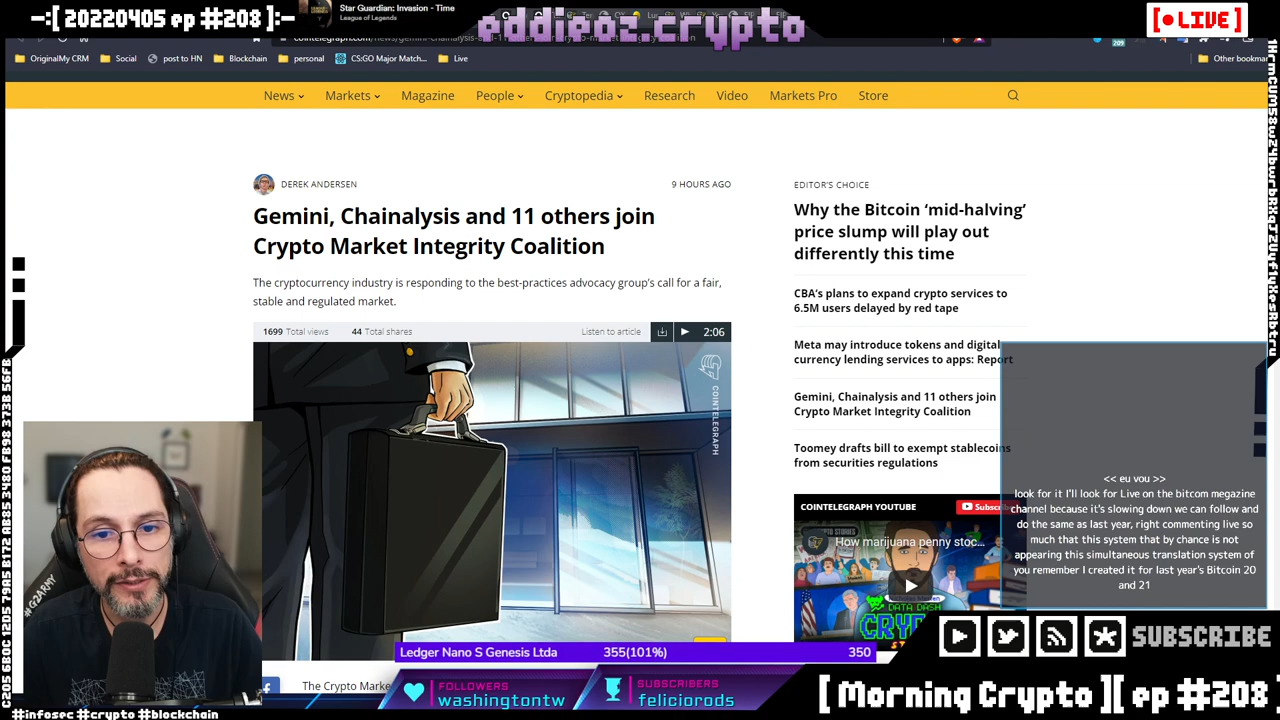 -:[ 20220405 ep #208 ]:-
Star Guardian: Invasion - Time
League of Legends
eddieoz.crypto
[• LIVE ]
OriginalMy CRM
Social
post to HN
Blockchain
personal
CS:GO Major Match...
Live
209
Other bookmar
News
Markets
Magazine
People
Cryptopedia
Research
Video
Markets Pro
Store
DEREK ANDERSEN
9 HOURS AGO
Gemini, Chainalysis and 11 others join
Crypto Market Integrity Coalition
The cryptocurrency industry is responding to the best-practices advocacy group's call for a fair,
stable and regulated market.
1699 Total views
44 Total shares
Listen to article
2:06
COINTELEGRAPH
The Crypto Marke
EDITOR'S CHOICE
Why the Bitcoin ‘mid-halving’
price slump will play out
differently this time
CBA's plans to expand crypto services to
6.5M users delayed by red tape
Meta may introduce tokens and digital
currency lending services to apps: Report
Gemini, Chainalysis and 11 others join
Crypto Market Integrity Coalition
Toomey drafts bill to exempt stablecoins
from securities regulations
COINTELEGRAPH YOUTUBE
Subscr
How marijuana penny stoc...
DATA DASH
<< eu vou >>
look for it I'll look for Live on the bitcom megazine
channel because it's slowing down we can follow and
do the same as last year, right commenting live so
much that this system that by chance is not
appearing this simultaneous translation system of
you remember I created it for last year's Bitcoin 20
and 21
Ledger Nano S Genesis Ltda
355(101%)
350
FOLLOWERS
washingtontw
SUBSCRIBERS
feliciorods
SUBSCRIBE
[ Morning Crypto ][ ep #208 ]
#infosec #crypto #blockchain